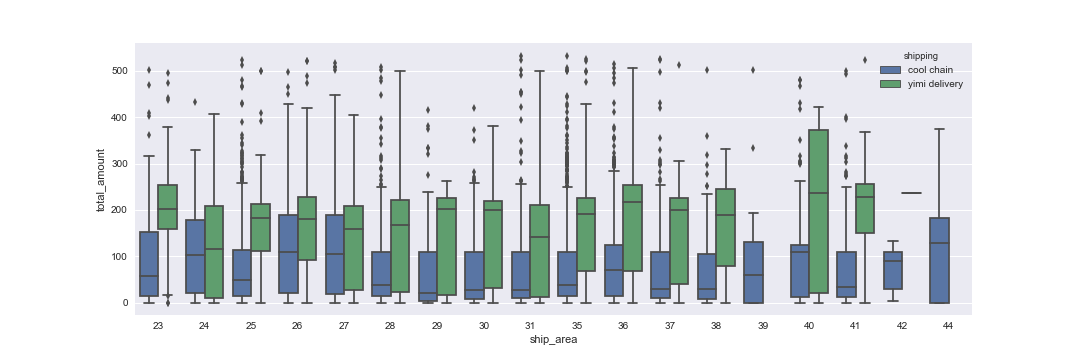 shipping
cool chain
yimi delivery
total_amount
500
400
300
200
100
0
23 24 25 26 27 28 29 30 31 35 36 37 38 39 40 41 42 44
ship_area